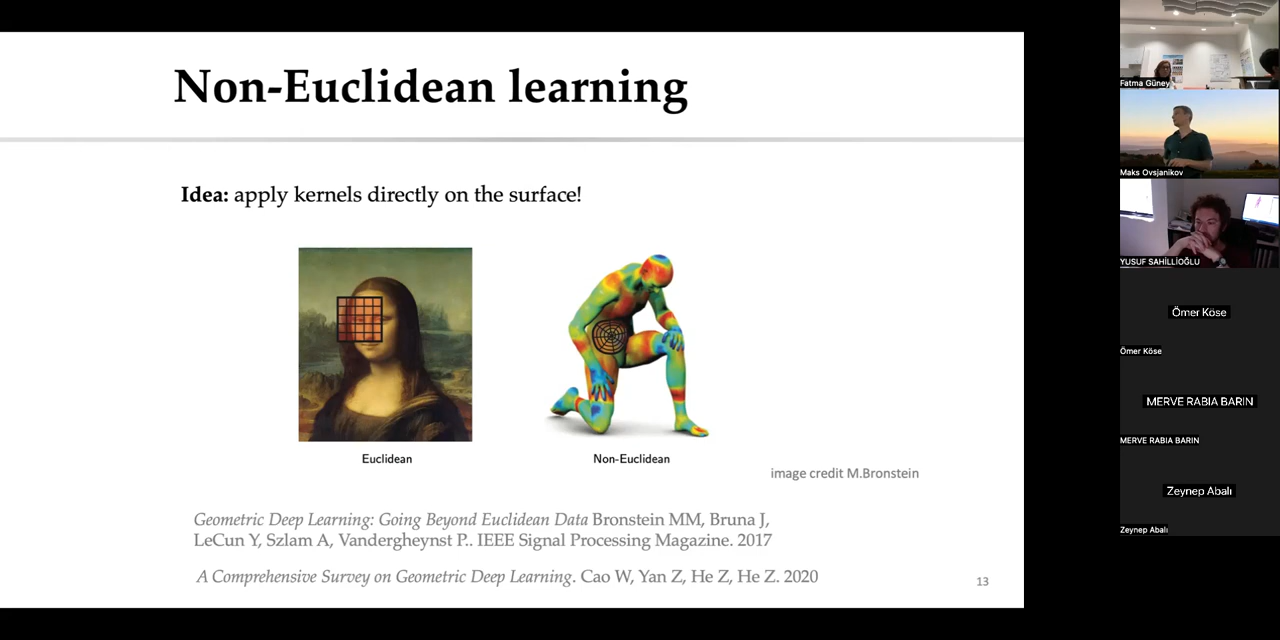 Non-Euclidean learning
Idea: apply kernels directly on the surface!
Euclidean
Non-Euclidean
image credit M.Bronstein
Geometric Deep Learning: Going Beyond Euclidean Data Bronstein MM, Bruna J,
LeCun Y, Szlam A, Vandergheynst P.. IEEE Signal Processing Magazine. 2017
A Comprehensive Survey on Geometric Deep Learning. Cao W, Yan Z, He Z, He Z. 2020
13
Fatma Güney
Maks Ovsjanikov
YUSUF SAHİLLİOĞLU
Ömer Köse
Ömer Köse
MERVE RABIA BARIN
MERVE RABIA BARIN
Zeynep Abalı
Zeynep Abalı